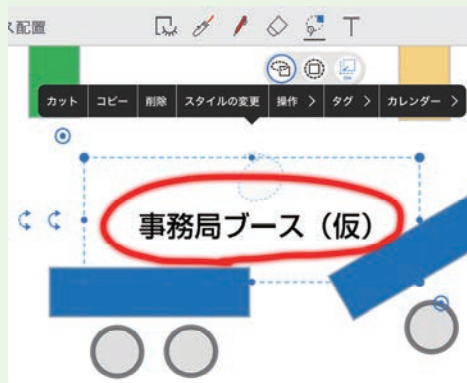 ス配置
T
カット コピー 削除 スタイルの変更 操作 > タグ > カレンダー >
事務局ブース（仮）